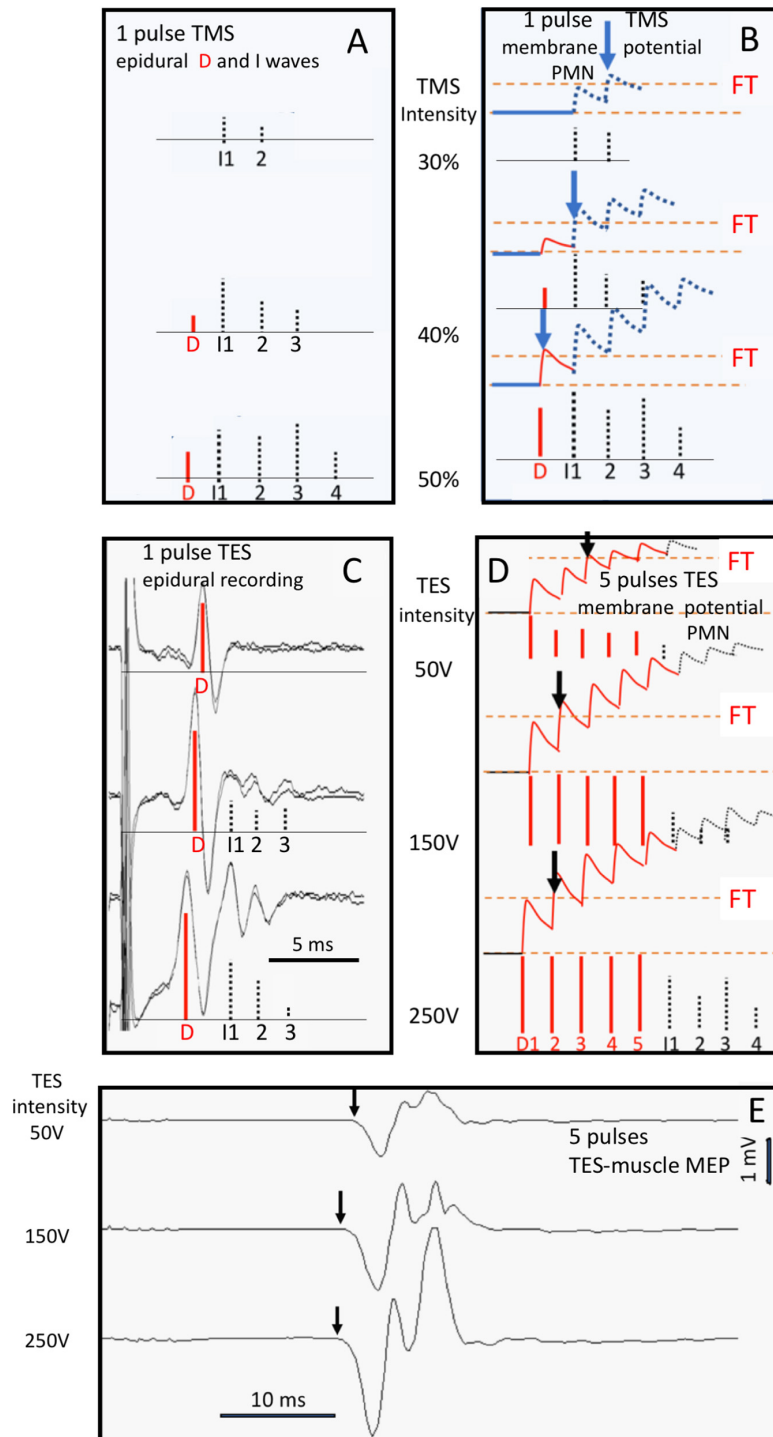 1 pulse TMS
A
epidural D and I waves
I1 2
D I1 2 3
D I1 2 3 4
TMS
Intensity
30%
40%
50%
1 pulse TMS
B
membrane potential
PMN
FT
FT
FT
D I1 2 3 4
1 pulse TES
C
epidural recording
D
D I1 2 3
5 ms
D I1 2 3
TES
intensity
50V
150V
250V
D
FT
5 pulses TES
membrane potential
PMN
FT
FT
D1 2 3 4 5 I1 2 3 4
TES
intensity
50V
150V
250V
E
5 pulses
TES-muscle MEP
1 mV
10 ms